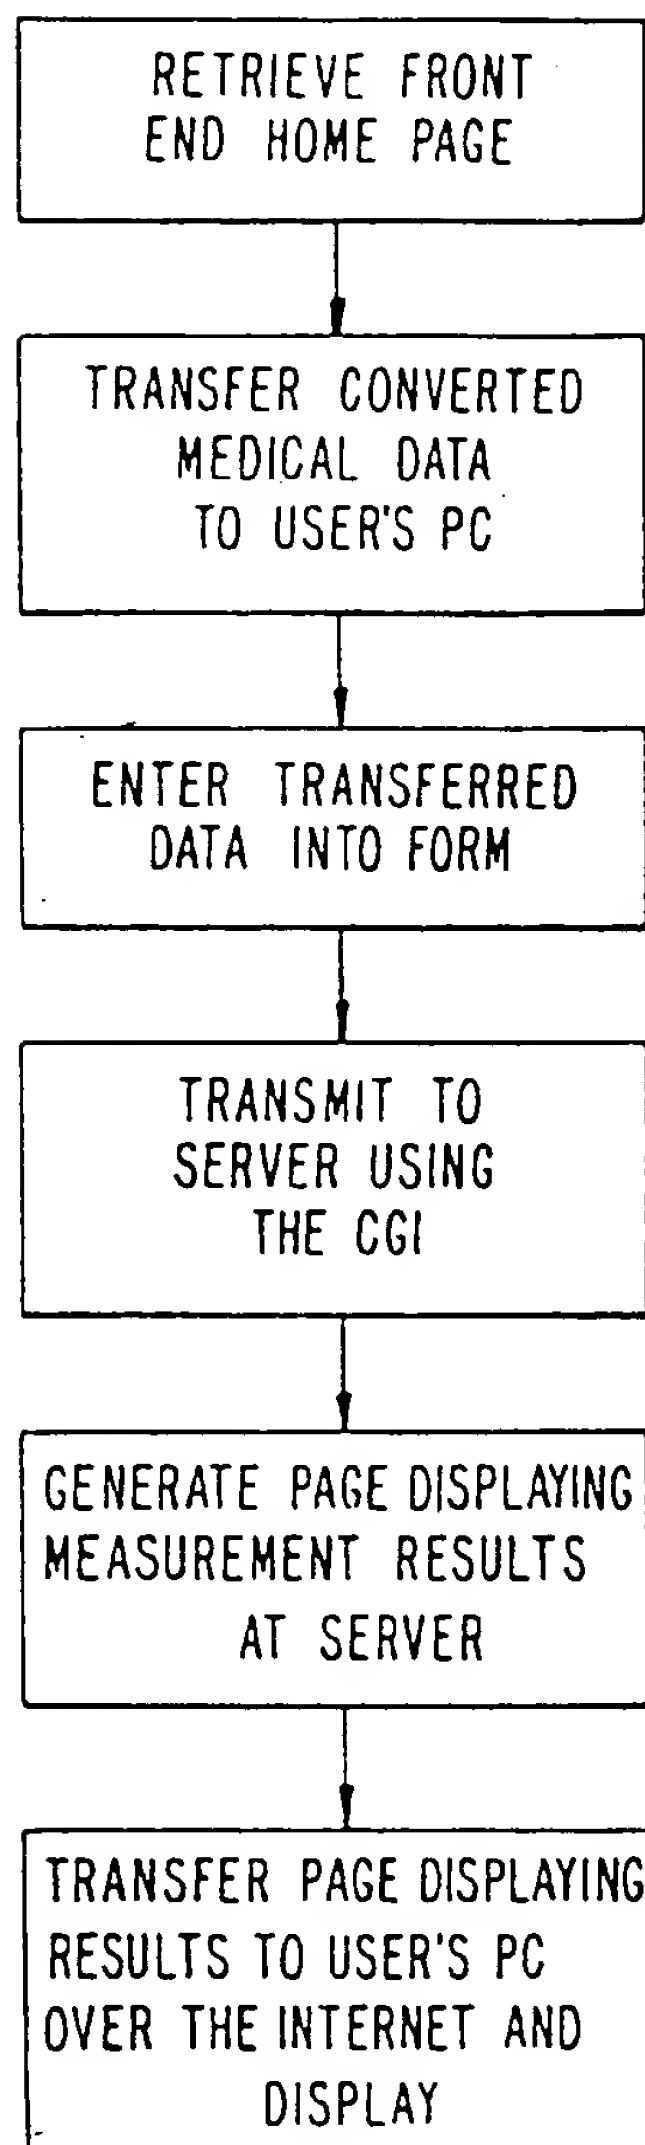 RETRIEVE FRONT
END HOME PAGE
TRANSFER CONVERTED
MEDICAL DATA
TO USER'S PC
ENTER TRANSFERRED
DATA INTO FORM
TRANSMIT TO
SERVER USING
THE CGI
GENERATE PAGE DISPLAYING
MEASUREMENT RESULTS
AT SERVER
TRANSFER PAGE DISPLAYING
RESULTS TO USER'S PC
OVER THE INTERNET AND
DISPLAY